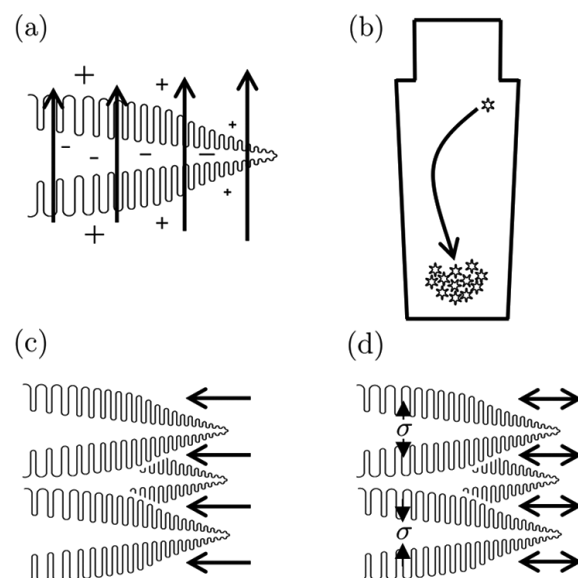 (a)
(b)
+ + +
- - - -
+ + +
(c)
(d)
σ
σ